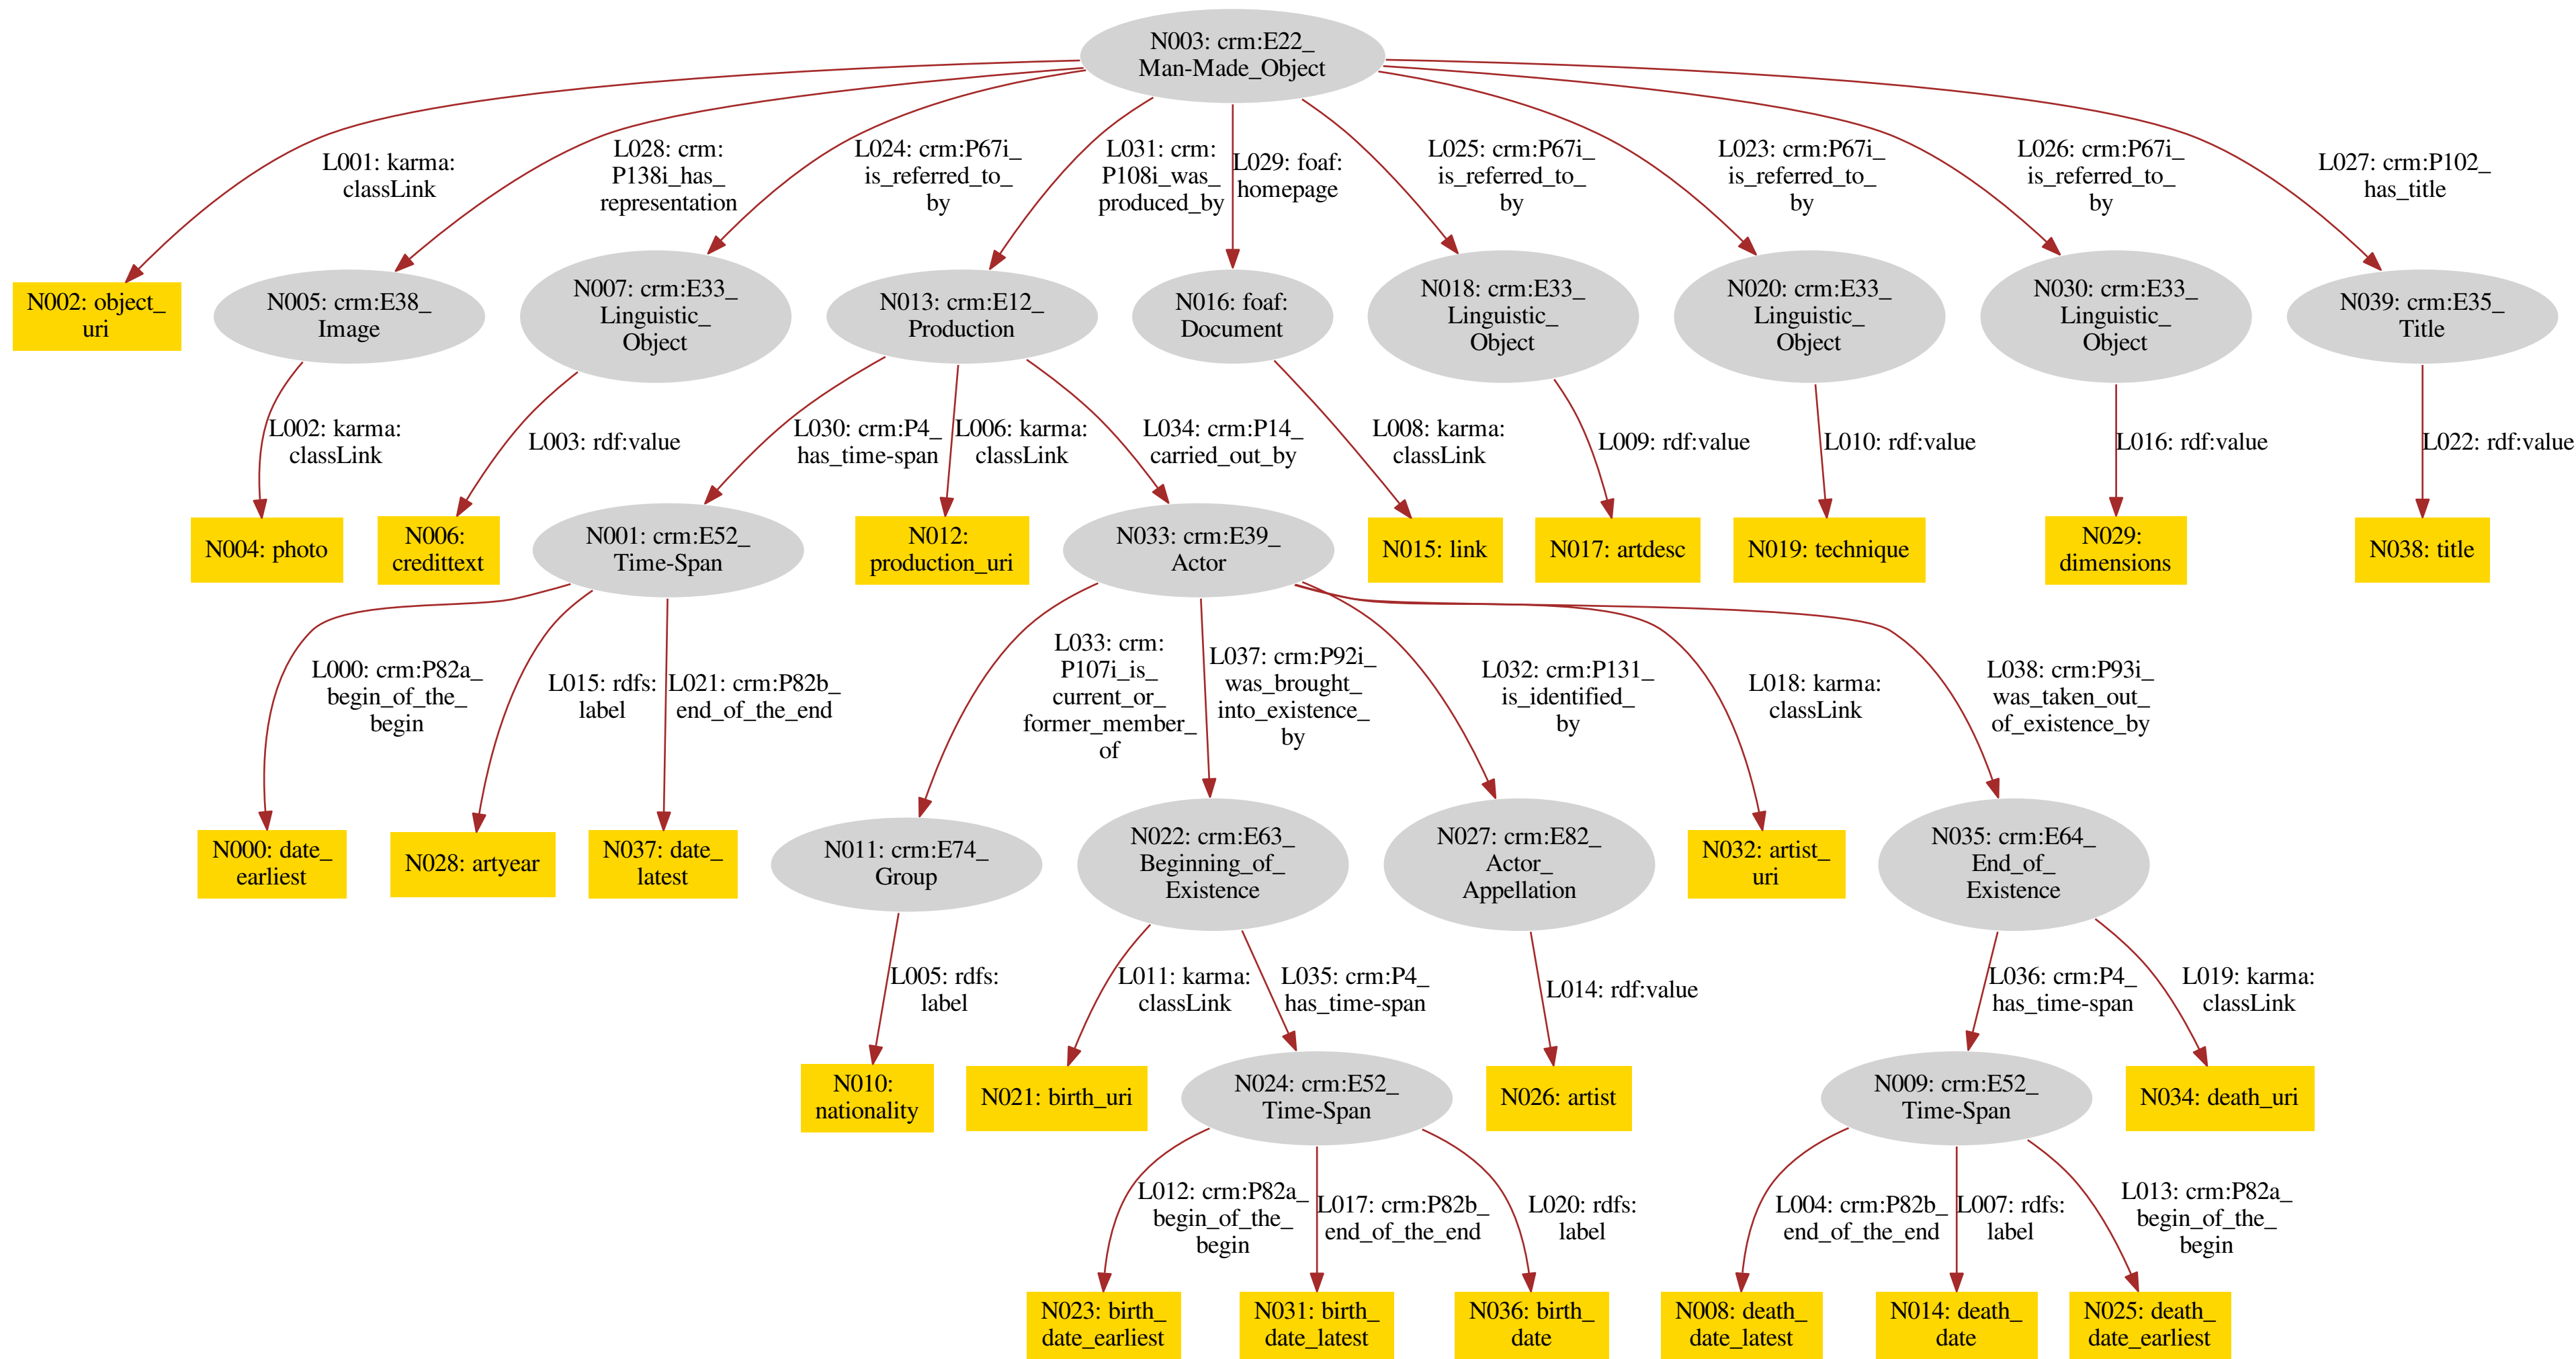 N003: crm:E22_
Man-Made_Object
L001: karma:
classLink
L028: crm:
P138i_has_
representation
L024: crm:P67i_
is_referred_to_
by
L031: crm:
P108i_was_
produced_by
L029: foaf:
homepage
L025: crm:P67i_
is_referred_to_
by
L023: crm:P67i_
is_referred_to_
by
L026: crm:P67i_
is_referred_to_
by
L027: crm:P102_
has_title
N002: object_
uri
N005: crm:E38_
Image
N007: crm:E33_
Linguistic_
Object
N013: crm:E12_
Production
N016: foaf:
Document
N018: crm:E33_
Linguistic_
Object
N020: crm:E33_
Linguistic_
Object
N030: crm:E33_
Linguistic_
Object
N039: crm:E35_
Title
L002: karma:
classLink
L003: rdf:value
L030: crm:P4_
has_time-span
L006: karma:
classLink
L034: crm:P14_
carried_out_by
L008: karma:
classLink
L009: rdf:value
L010: rdf:value
L016: rdf:value
L022: rdf:value
N004: photo
N006:
credittext
N001: crm:E52_
Time-Span
N012:
production_uri
N033: crm:E39_
Actor
N015: link
N017: artdesc
N019: technique
N029:
dimensions
N038: title
L000: crm:P82a_
begin_of_the_
begin
L015: rdfs:
label
L021: crm:P82b_
end_of_the_end
L033: crm:
P107i_is_
current_or_
former_member_
of
L037: crm:P92i_
was_brought_
into_existence_
by
L032: crm:P131_
is_identified_
by
L018: karma:
classLink
L038: crm:P93i_
was_taken_out_
of_existence_by
N000: date_
earliest
N028: artyear
N037: date_
latest
N011: crm:E74_
Group
N022: crm:E63_
Beginning_of_
Existence
N027: crm:E82_
Actor_
Appellation
N032: artist_
uri
N035: crm:E64_
End_of_
Existence
L005: rdfs:
label
L011: karma:
classLink
L035: crm:P4_
has_time-span
L014: rdf:value
L036: crm:P4_
has_time-span
L019: karma:
classLink
N010:
nationality
N021: birth_uri
N024: crm:E52_
Time-Span
N026: artist
N009: crm:E52_
Time-Span
N034: death_uri
L012: crm:P82a_
begin_of_the_
begin
L017: crm:P82b_
end_of_the_end
L020: rdfs:
label
L004: crm:P82b_
end_of_the_end
L007: rdfs:
label
L013: crm:P82a_
begin_of_the_
begin
N023: birth_
date_earliest
N031: birth_
date_latest
N036: birth_
date
N008: death_
date_latest
N014: death_
date
N025: death_
date_earliest